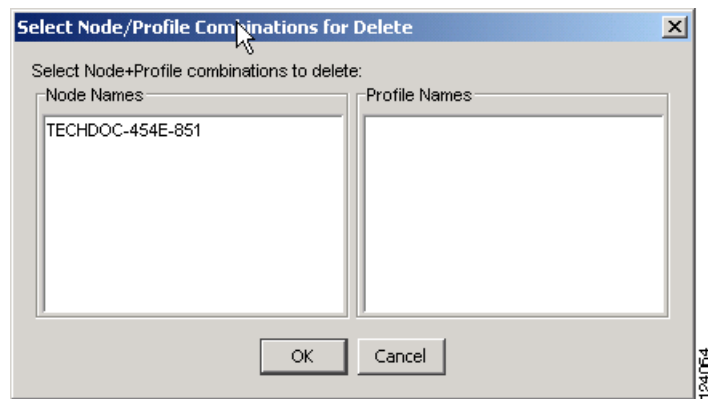 Select Node/Profile Combinations for Delete
Select Node+Profile combinations to delete:
Node Names
Profile Names
TECHDOC-454E-851
OK
Cancel
124064